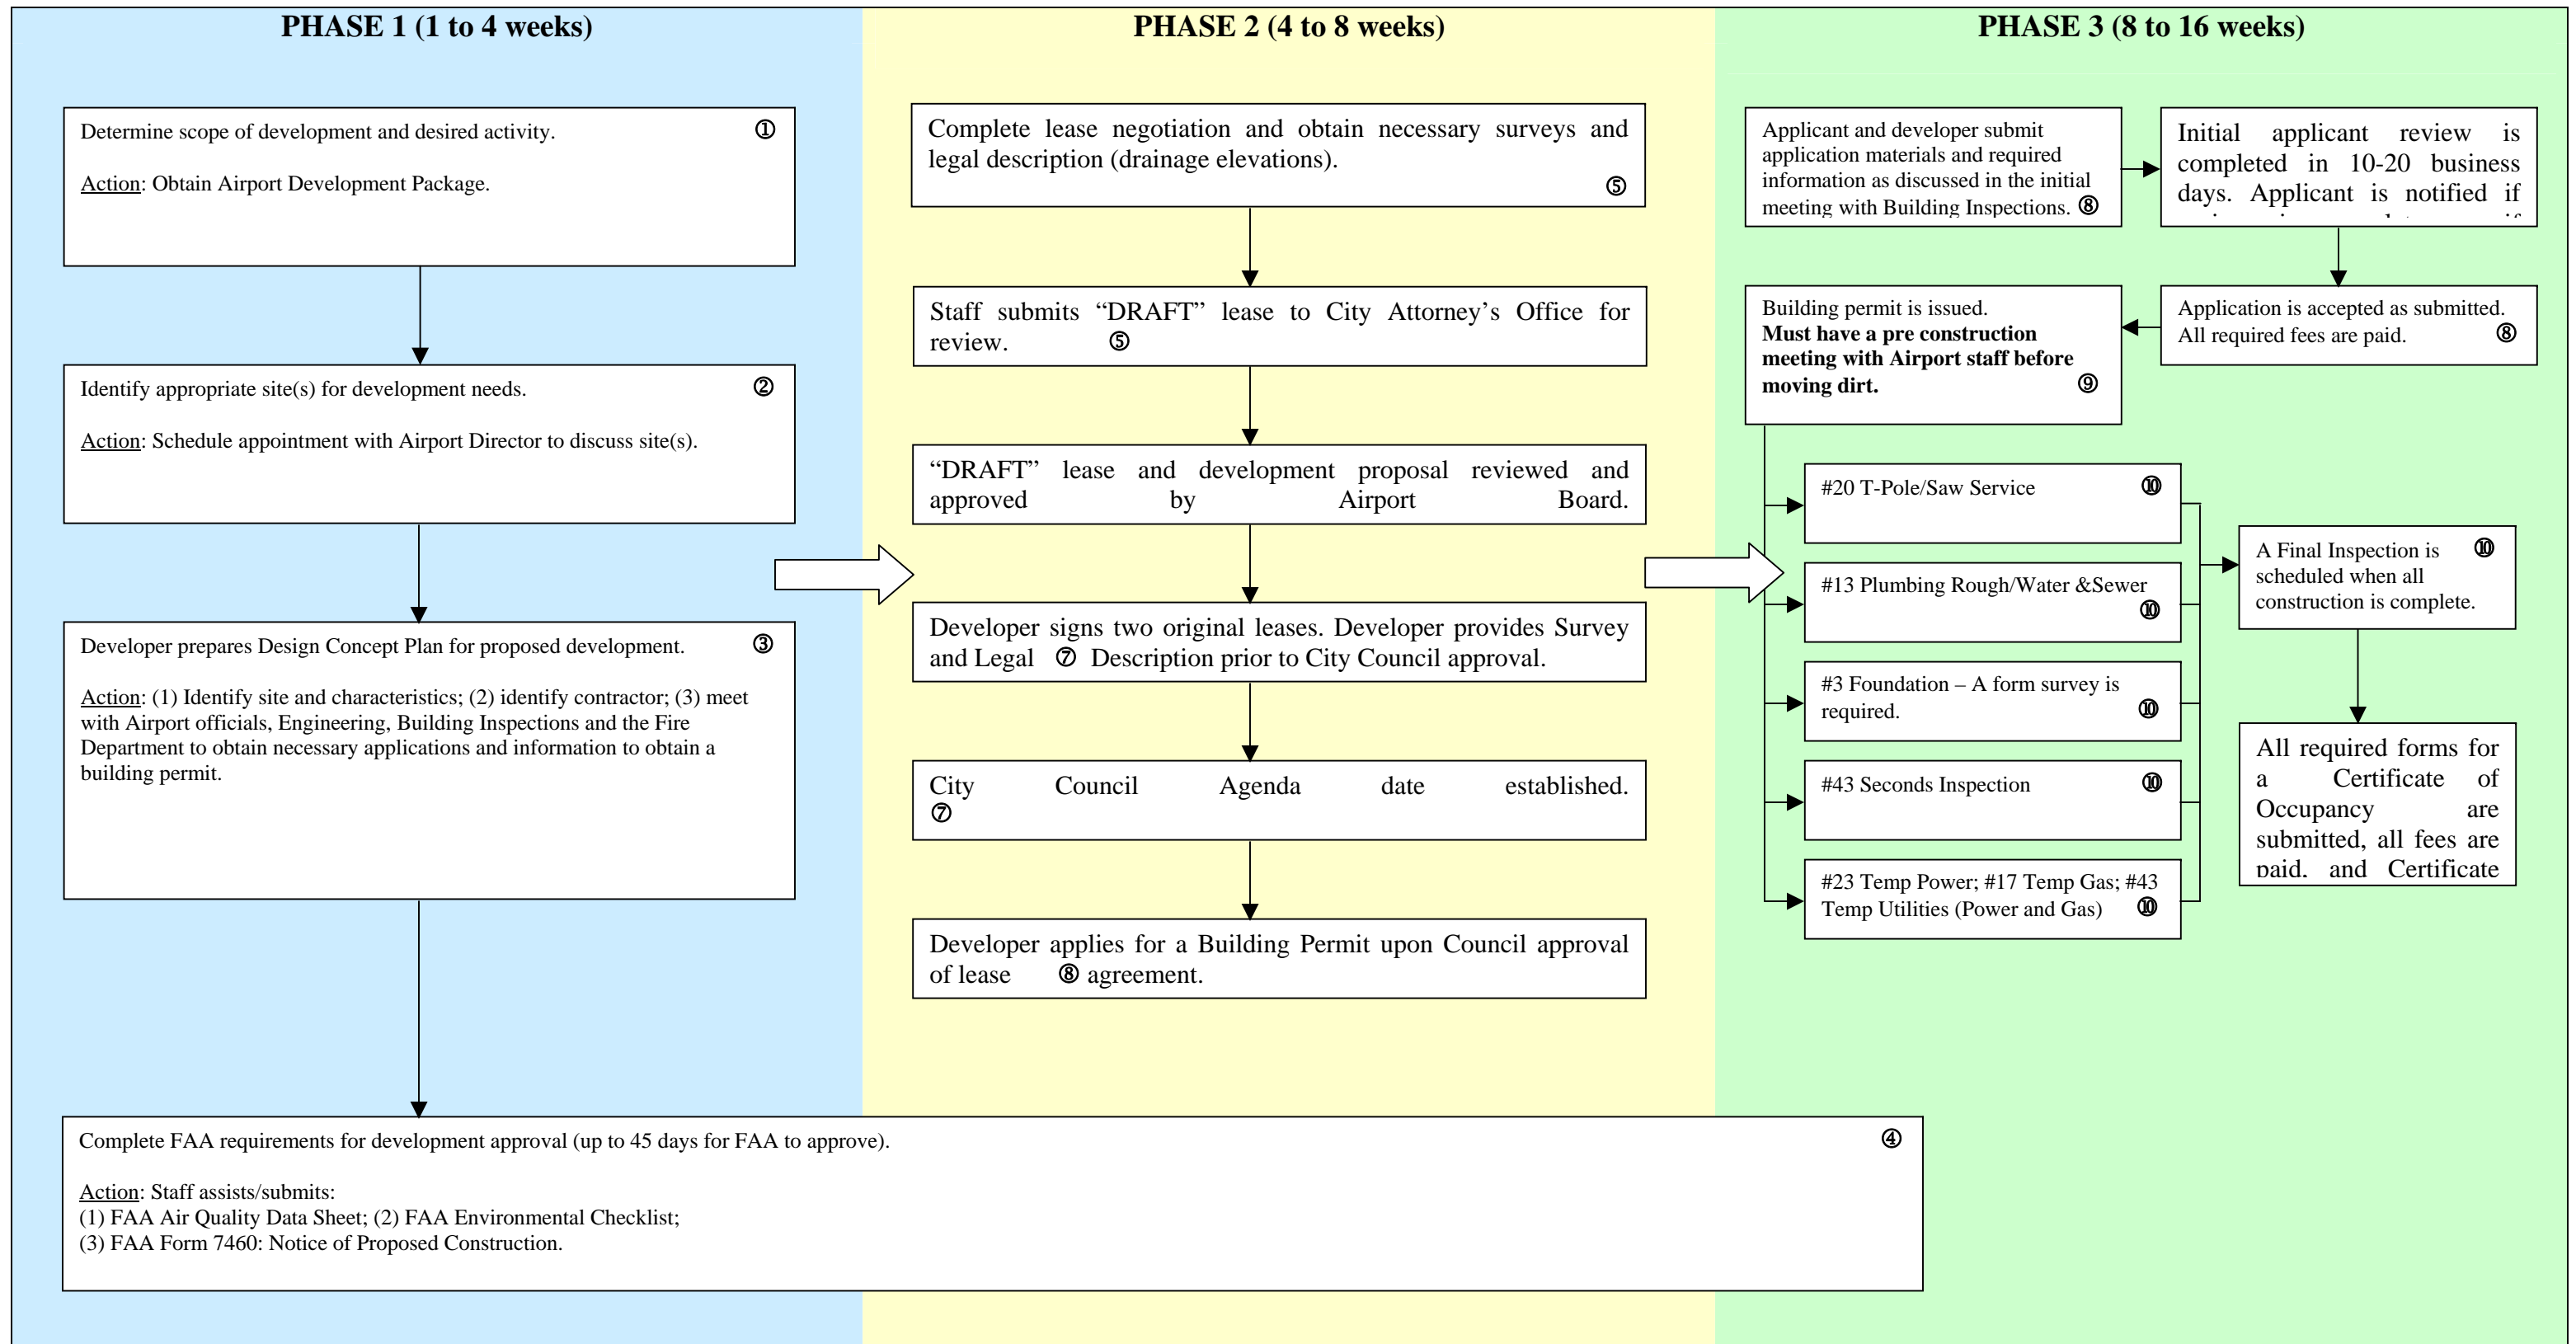 PHASE 1 (1 to 4 weeks)
Determine scope of development and desired activity. ①
Action: Obtain Airport Development Package.
Identify appropriate site(s) for development needs. ②
Action: Schedule appointment with Airport Director to discuss site(s).
Developer prepares Design Concept Plan for proposed development. ③
Action: (1) Identify site and characteristics; (2) identify contractor; (3) meet
with Airport officials, Engineering, Building Inspections and the Fire
Department to obtain necessary applications and information to obtain a
building permit.
Complete FAA requirements for development approval (up to 45 days for FAA to approve). ④
Action: Staff assists/submits:
(1) FAA Air Quality Data Sheet; (2) FAA Environmental Checklist;
(3) FAA Form 7460: Notice of Proposed Construction.
PHASE 2 (4 to 8 weeks)
Complete lease negotiation and obtain necessary surveys and
legal description (drainage elevations).
⑤
Staff submits “DRAFT” lease to City Attorney’s Office for
review. ⑤
“DRAFT” lease and development proposal reviewed and
approved by Airport Board.
Developer signs two original leases. Developer provides Survey
and Legal ⑦ Description prior to City Council approval.
City Council Agenda date established.
⑦
Developer applies for a Building Permit upon Council approval
of lease ⑧ agreement.
PHASE 3 (8 to 16 weeks)
Applicant and developer submit
application materials and required
information as discussed in the initial
meeting with Building Inspections. ⑧
Initial applicant review is
completed in 10-20 business
days. Applicant is notified if
Application is accepted as submitted.
All required fees are paid. ⑧
Building permit is issued.
Must have a pre construction
meeting with Airport staff before
moving dirt. ⑨
#20 T-Pole/Saw Service ⑩
#13 Plumbing Rough/Water &Sewer
⑩
#3 Foundation – A form survey is
required. ⑩
#43 Seconds Inspection ⑩
#23 Temp Power; #17 Temp Gas; #43
Temp Utilities (Power and Gas) ⑩
A Final Inspection is ⑩
scheduled when all
construction is complete.
All required forms for
a Certificate of
Occupancy are
submitted, all fees are
paid, and Certificate